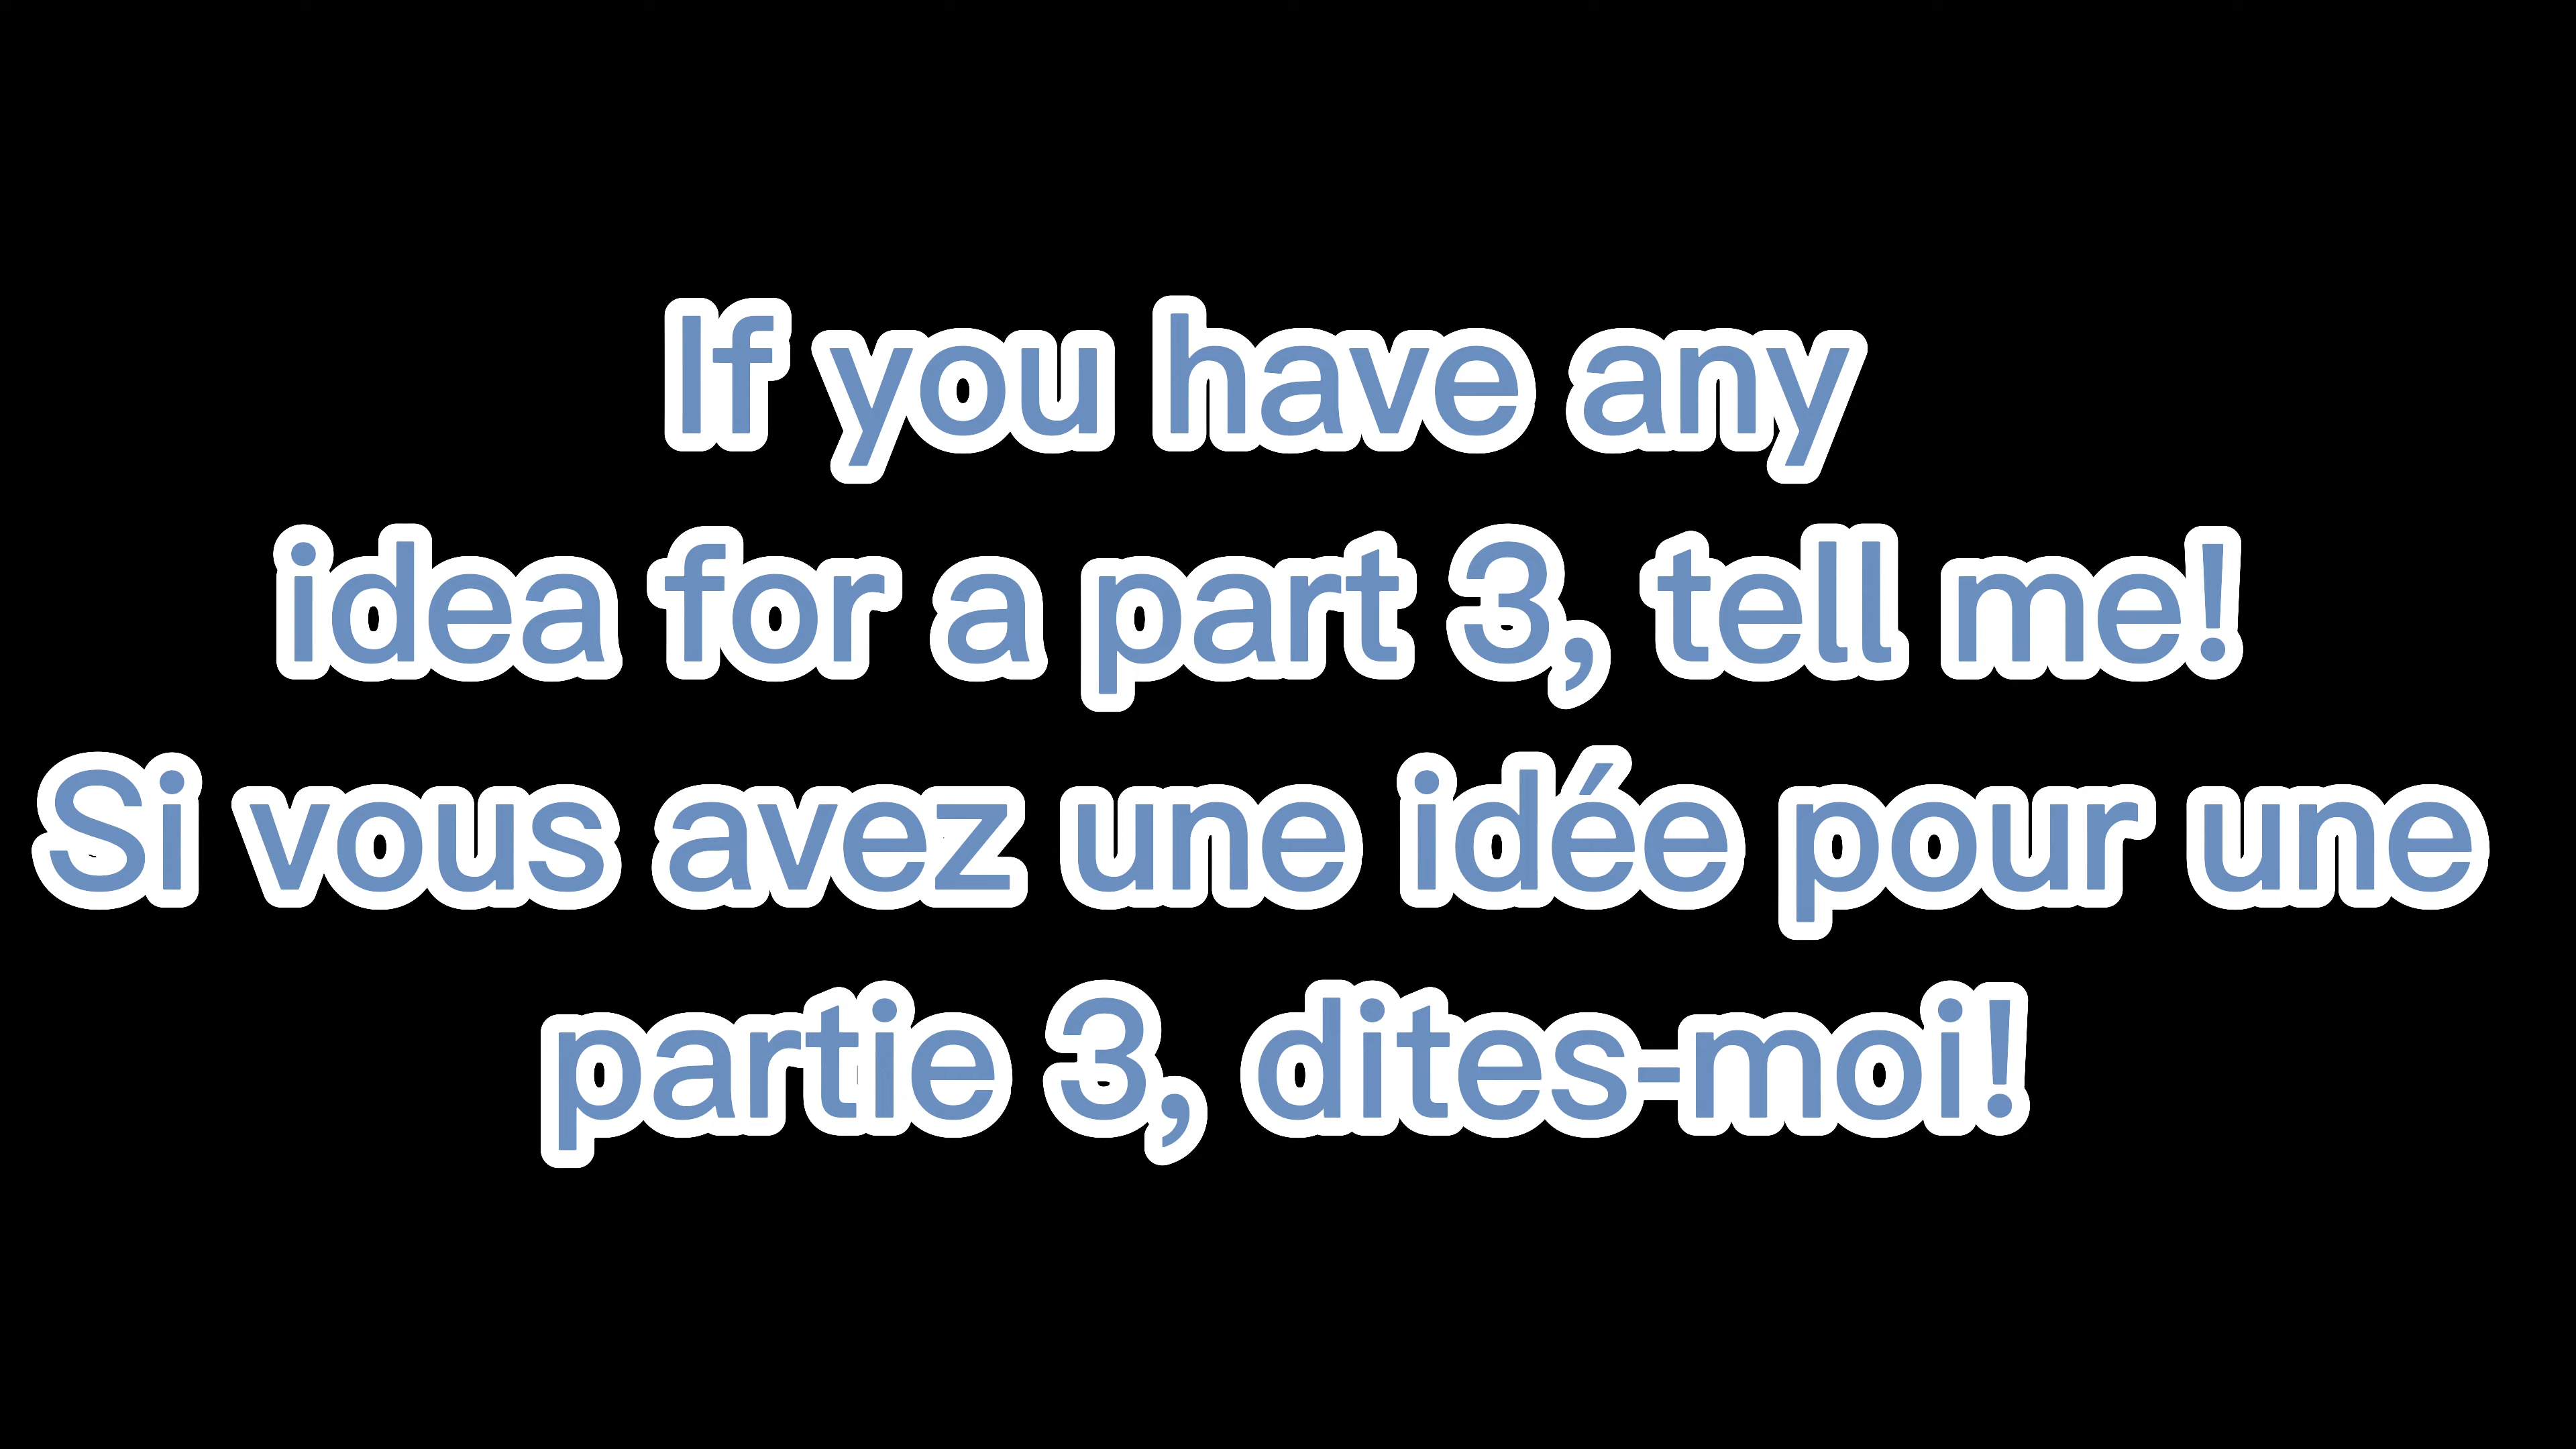 If you have any
idea for a part 3, tell me!
Si vous avez une idée pour une
partie 3, dites-moi!